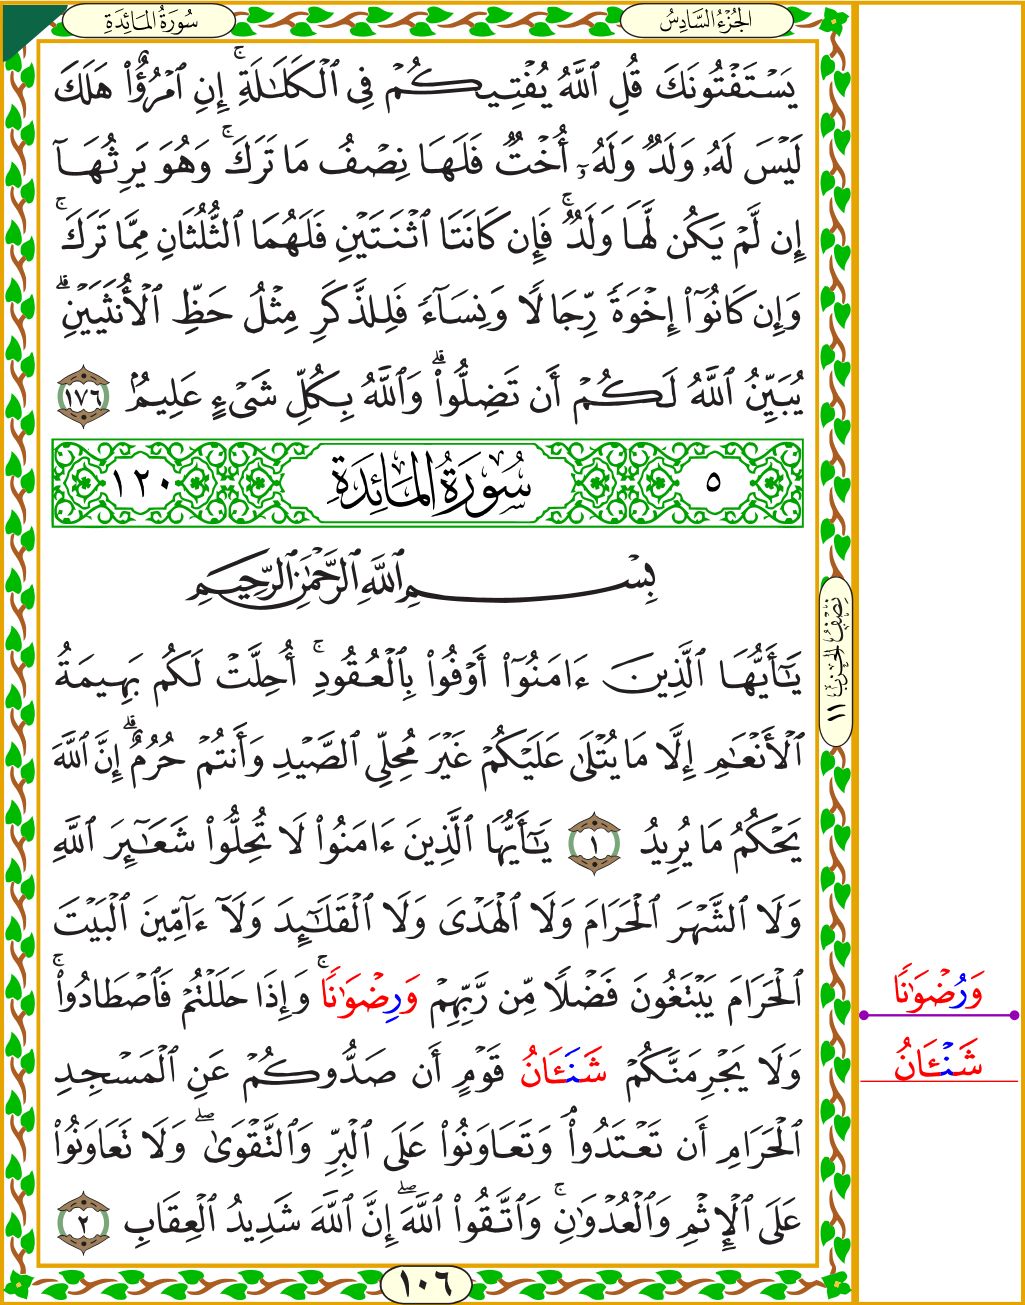 سُورَةُ المَائِدَةِ
الجُزْءُ السَّادِسُ
يَسۡتَفۡتُونَكَ قُلِ ٱللَّهُ يُفۡتِيكُمۡ فِي ٱلۡكَلَٰلَةِۚ إِنِ ٱمۡرُؤٌاْ هَلَكَ
لَيۡسَ لَهُۥ وَلَدٞ وَلَهُۥٓ أُخۡتٞ فَلَهَا نِصۡفُ مَا تَرَكَۚ وَهُوَ يَرِثُهَآ
إِن لَّمۡ يَكُن لَّهَا وَلَدٞۚ فَإِن كَانَتَا ٱثۡنَتَيۡنِ فَلَهُمَا ٱلثُّلُثَانِ مِمَّا تَرَكَۚ
وَإِن كَانُوٓاْ إِخۡوَةٗ رِّجَالٗا وَنِسَآءٗ فَلِلذَّكَرِ مِثۡلُ حَظِّ ٱلۡأُنثَيَيۡنِۗ
يُبَيِّنُ ٱللَّهُ لَكُمۡ أَن تَضِلُّواْۗ وَٱللَّهُ بِكُلِّ شَيۡءٍ عَلِيمُۢ ١٧٦
٥ سُورَةُ المَائِدَةِ ١٢٠
بِسۡمِ ٱللَّهِ ٱلرَّحۡمَٰنِ ٱلرَّحِيمِ
يَٰٓأَيُّهَا ٱلَّذِينَ ءَامَنُوٓاْ أَوۡفُواْ بِٱلۡعُقُودِۚ أُحِلَّتۡ لَكُم بَهِيمَةُ
ٱلۡأَنۡعَٰمِ إِلَّا مَا يُتۡلَىٰ عَلَيۡكُمۡ غَيۡرَ مُحِلِّي ٱلصَّيۡدِ وَأَنتُمۡ حُرُمٌۗ إِنَّ ٱللَّهَ
يَحۡكُمُ مَا يُرِيدُ ١ يَٰٓأَيُّهَا ٱلَّذِينَ ءَامَنُواْ لَا تُحِلُّواْ شَعَٰٓئِرَ ٱللَّهِ
وَلَا ٱلشَّهۡرَ ٱلۡحَرَامَ وَلَا ٱلۡهَدۡيَ وَلَا ٱلۡقَلَٰٓئِدَ وَلَآ ءَآمِّينَ ٱلۡبَيۡتَ
ٱلۡحَرَامَ يَبۡتَغُونَ فَضۡلٗا مِّن رَّبِّهِمۡ وَرِضۡوَٰنٗاۚ وَإِذَا حَلَلۡتُمۡ فَٱصۡطَادُواْۚ
وَلَا يَجۡرِمَنَّكُمۡ شَنَـَٔانُ قَوۡمٍ أَن صَدُّوكُمۡ عَنِ ٱلۡمَسۡجِدِ
ٱلۡحَرَامِ أَن تَعۡتَدُواْۘ وَتَعَاوَنُواْ عَلَى ٱلۡبِرِّ وَٱلتَّقۡوَىٰۖ وَلَا تَعَاوَنُواْ
عَلَى ٱلۡإِثۡمِ وَٱلۡعُدۡوَٰنِۚ وَٱتَّقُواْ ٱللَّهَۖ إِنَّ ٱللَّهَ شَدِيدُ ٱلۡعِقَابِ ٢
نِصْفُ الحِزْبِ ١١
وَرُضۡوَٰنٗا
شَنۡـَٔانُ
١٠٦